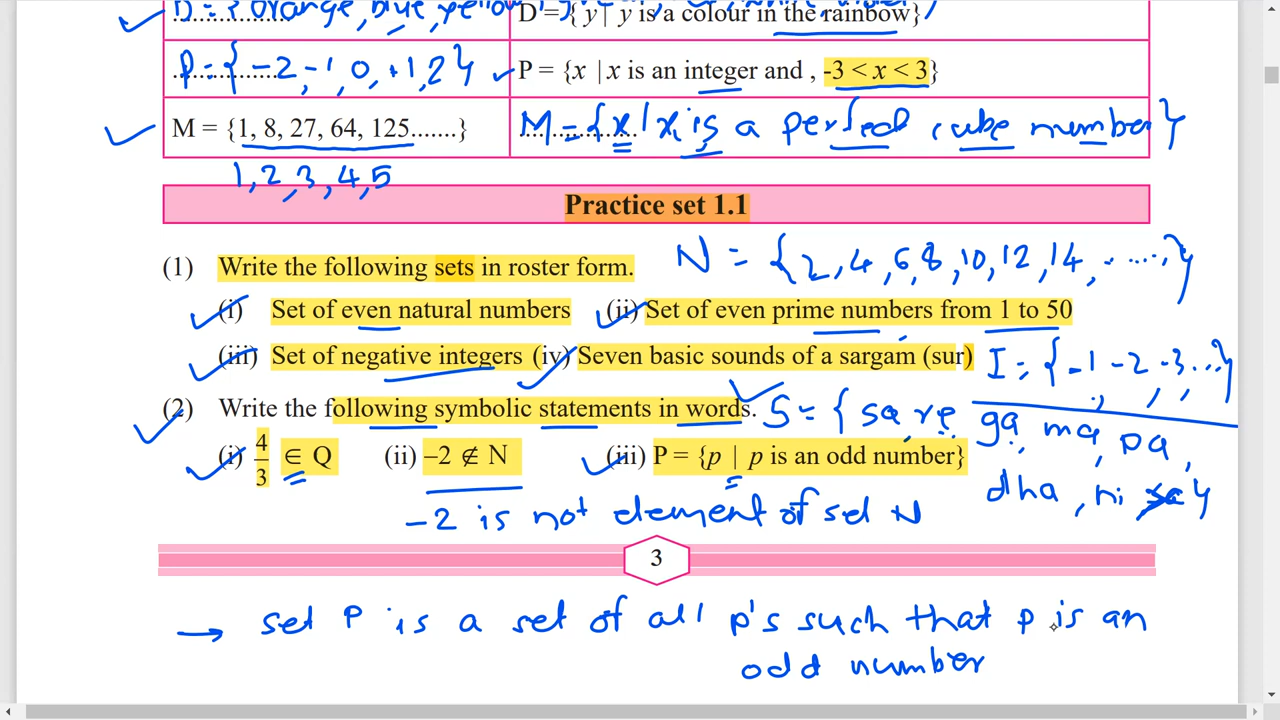 D = { Orange, blue, yellow
D = { y | y is a colour in the rainbow}
P = { -2, -1, 0, +1, 2 }
P = {x | x is an integer and , -3 < x < 3}
M = {1, 8, 27, 64, 125.......}
M = { x | x is a perfect cube number }
1, 2, 3, 4, 5
Practice set 1.1
(1) Write the following sets in roster form.
N = { 2, 4, 6, 8, 10, 12, 14, ...... }
(i) Set of even natural numbers (ii) Set of even prime numbers from 1 to 50
(iii) Set of negative integers (iv) Seven basic sounds of a sargam (sur)
I = { -1, -2, -3... }
(2) Write the following symbolic statements in words.
S = { sa, re, ga, ma, pa,
dha, ni }
(i) 4/3 ∈ Q (ii) –2 ∉ N (iii) P = {p | p is an odd number}
-2 is not element of set N
3
→ set P is a set of all p's such that p is an
odd number